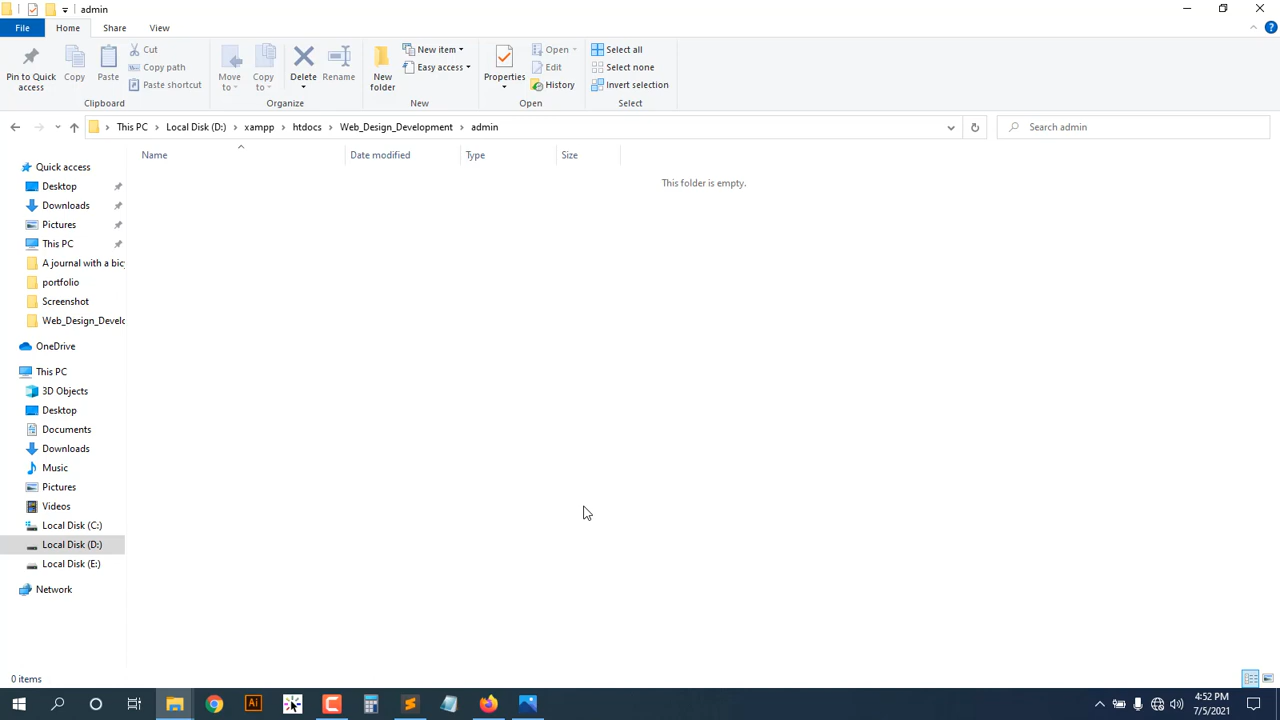 admin
File Home Share View
Pin to Quick access
Copy
Paste
Cut
Copy path
Paste shortcut
Clipboard
Move to
Copy to
Delete
Rename
Organize
New folder
New item
Easy access
New
Properties
Open
Edit
History
Open
Select all
Select none
Invert selection
Select
This PC > Local Disk (D:) > xampp > htdocs > Web_Design_Development > admin
Search admin
Name Date modified Type Size
This folder is empty.
Quick access
Desktop
Downloads
Pictures
This PC
A journal with a bic
portfolio
Screenshot
Web_Design_Develo
OneDrive
This PC
3D Objects
Desktop
Documents
Downloads
Music
Pictures
Videos
Local Disk (C:)
Local Disk (D:)
Local Disk (E:)
Network
0 items
Ai
4:52 PM
7/5/2021